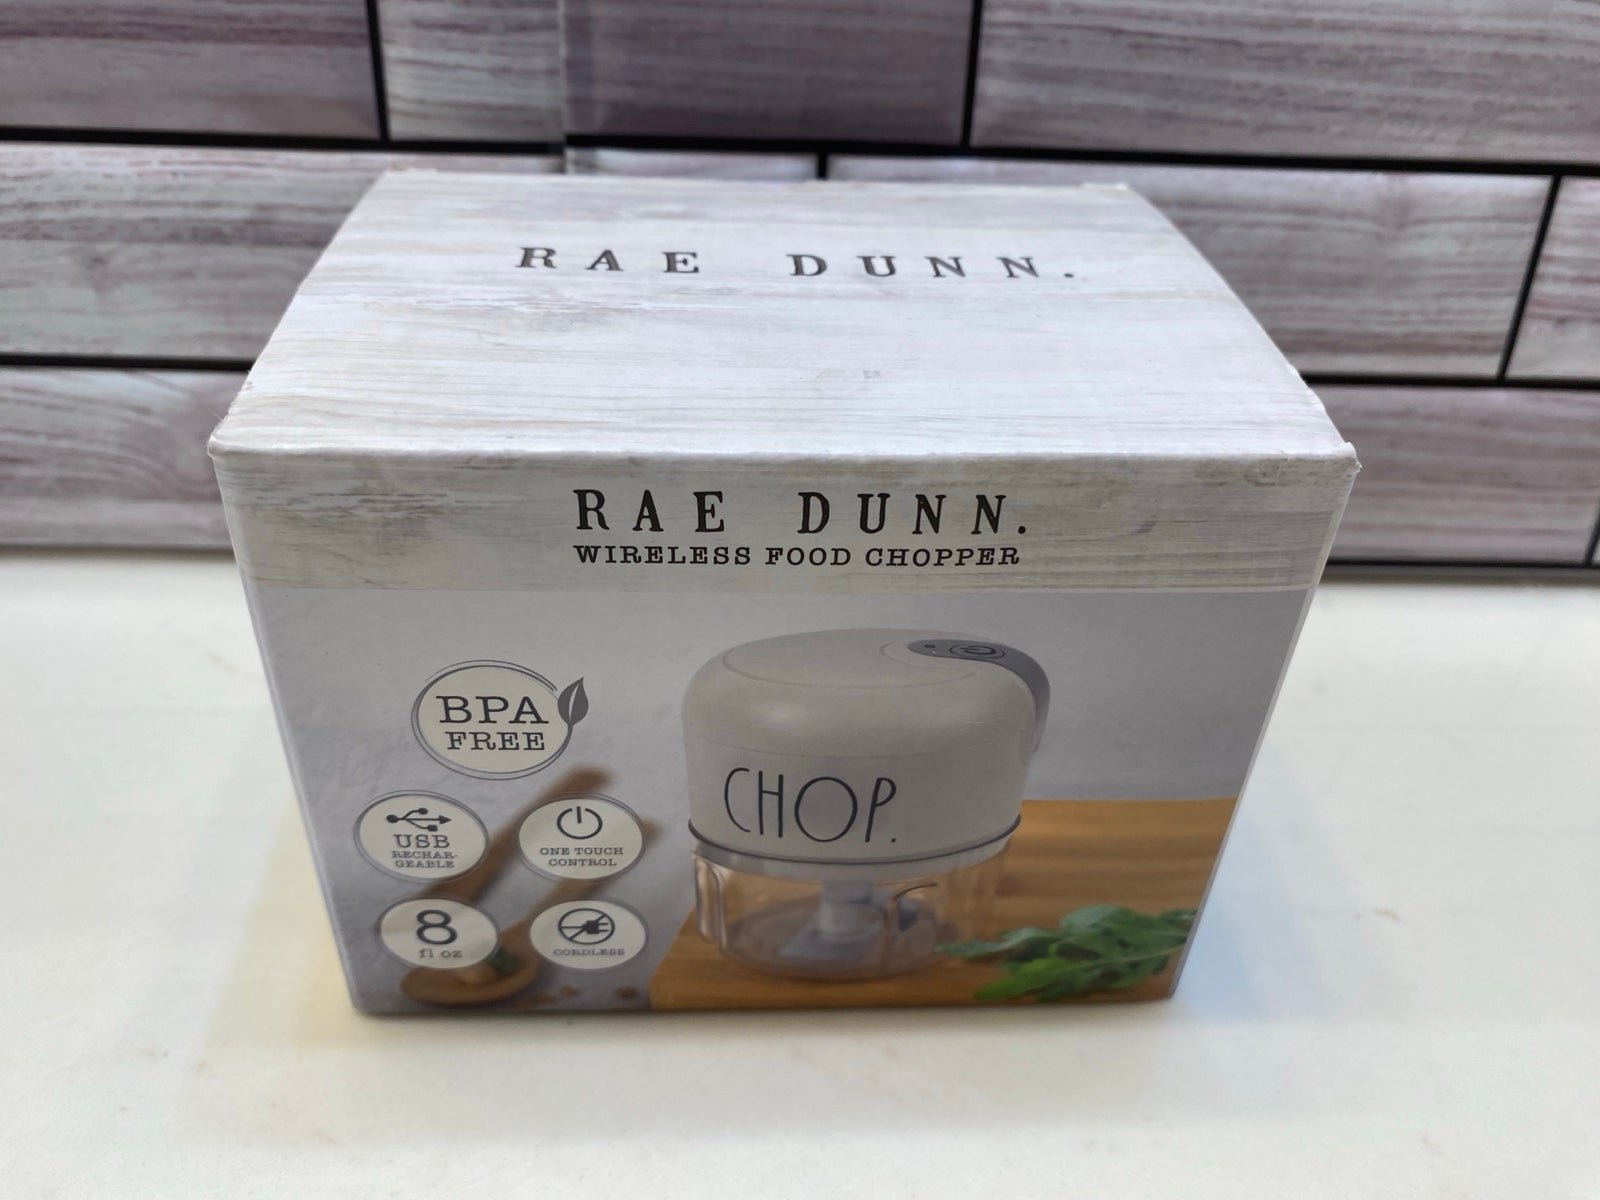 RAE DUNN.
RAE DUNN.
WIRELESS FOOD CHOPPER
BPA
FREE
CHOP.
USB
RECHAR-
GEABLE
ONE TOUCH
CONTROL
8
fl oz
CORDLESS